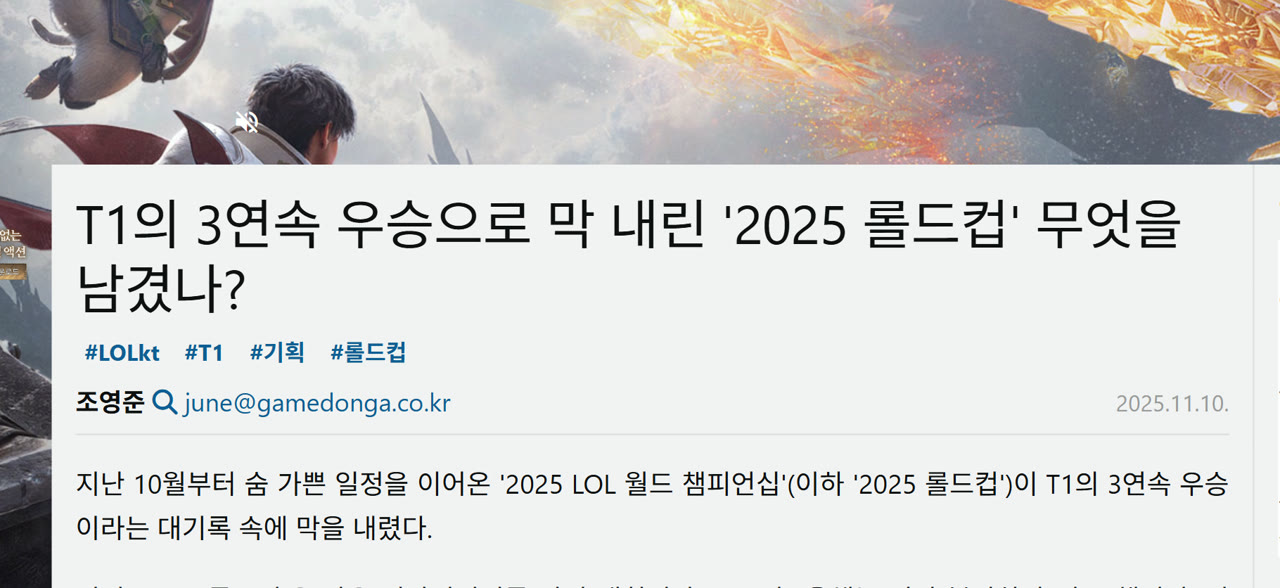 T1의 3연속 우승으로 막 내린 '2025 롤드컵' 무엇을
남겼나?
#LOLkt #T1 #기획 #롤드컵
조영준 june@gamedonga.co.kr 2025.11.10.
없는
액션
지난 10월부터 숨 가쁜 일정을 이어온 '2025 LOL 월드 챔피언십'(이하 '2025 롤드컵')이 T1의 3연속 우승
이라는 대기록 속에 막을 내렸다.